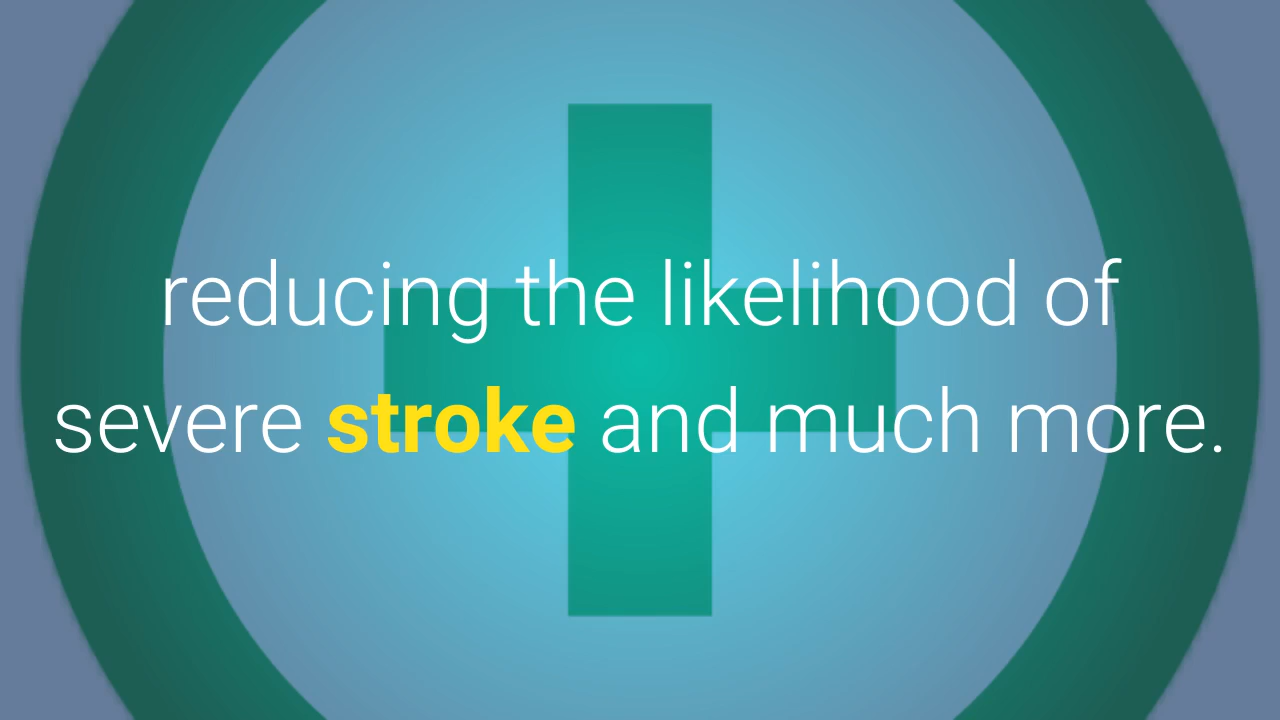 reducing the likelihood of
severe stroke and much more.